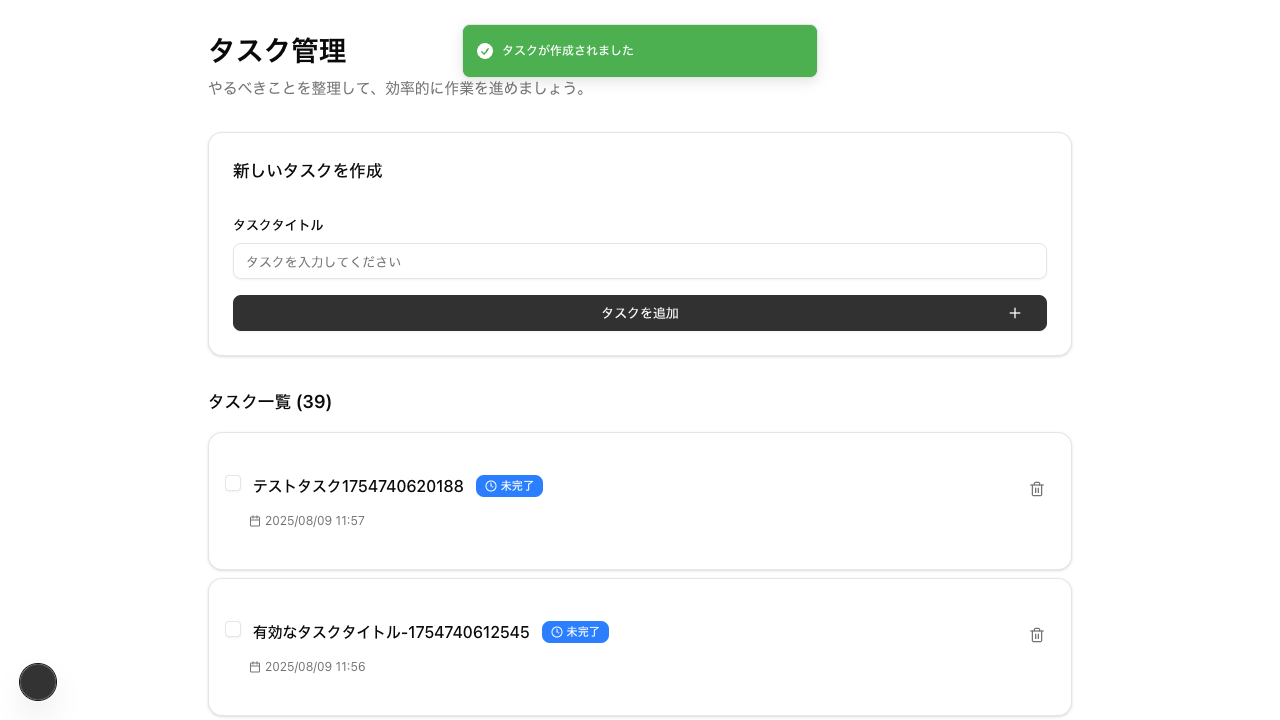 タスク管理
タスクが作成されました
やるべきことを整理して、効率的に作業を進めましょう。
新しいタスクを作成
タスクタイトル
タスクを入力してください
タスクを追加
タスク一覧 (39)
テストタスク1754740620188 未完了
2025/08/09 11:57
有効なタスクタイトル-1754740612545 未完了
2025/08/09 11:56